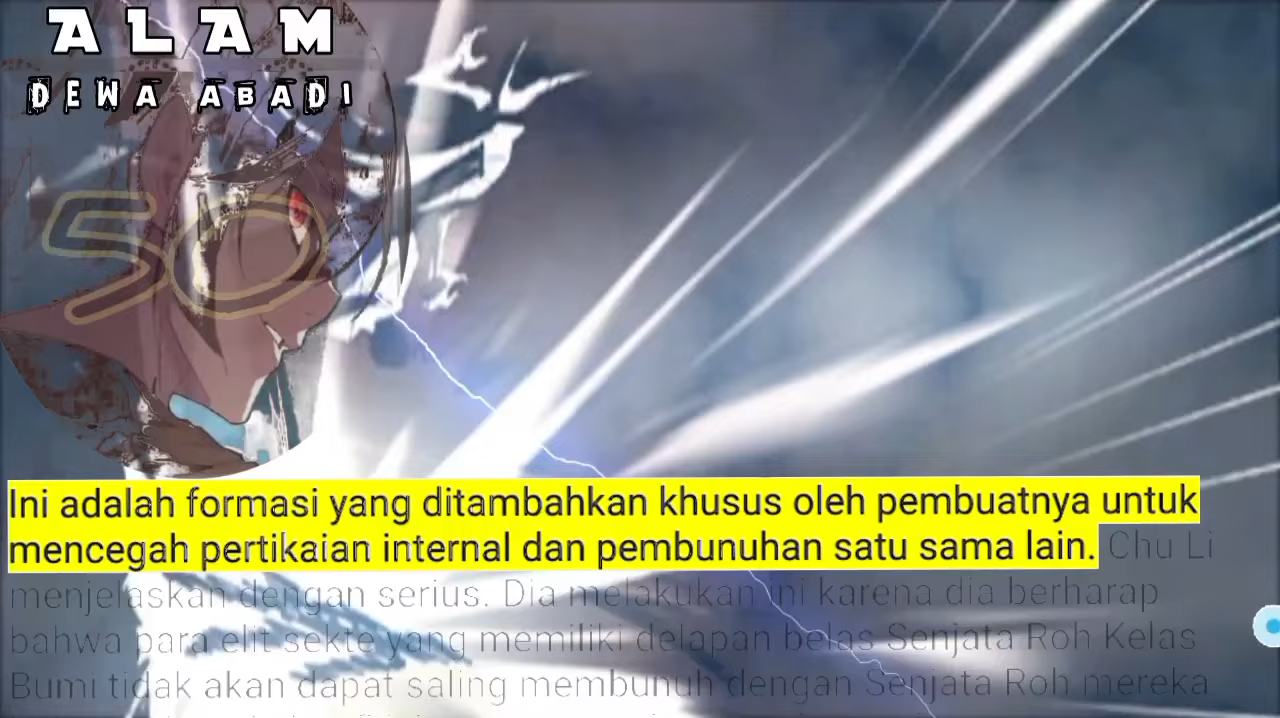 ALAM
DEWA ABADI
50
Ini adalah formasi yang ditambahkan khusus oleh pembuatnya untuk
mencegah pertikaian internal dan pembunuhan satu sama lain. Chu Li
menjelaskan dengan serius. Dia melakukan ini karena dia berharap
bahwa para elit sekte yang memiliki delapan belas Senjata Roh Kelas
Bumi tidak akan dapat saling membunuh dengan Senjata Roh mereka